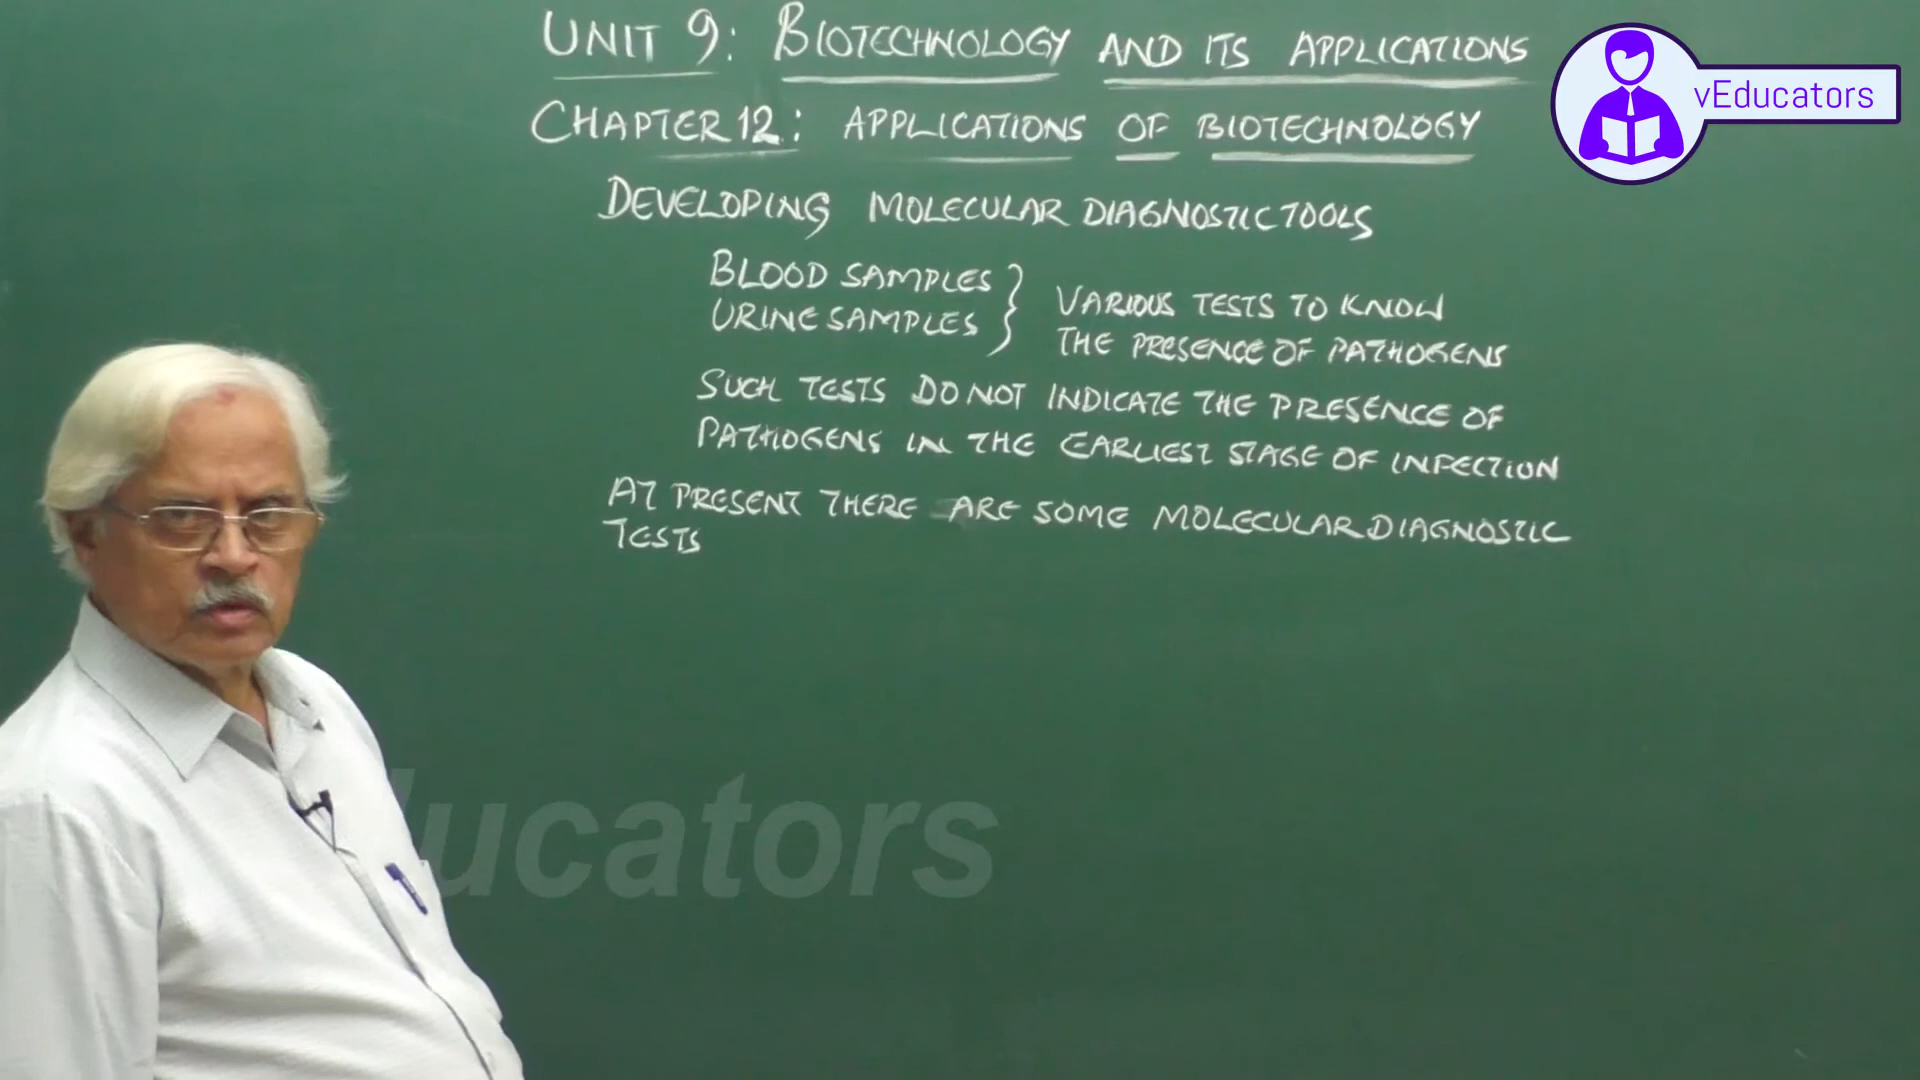 UNIT 9: BIOTECHNOLOGY AND ITS APPLICATIONS
CHAPTER 12: APPLICATIONS OF BIOTECHNOLOGY
vEducators
DEVELOPING MOLECULAR DIAGNOSTIC TOOLS
BLOOD SAMPLES
URINE SAMPLES
VARIOUS TESTS TO KNOW
THE PRESENCE OF PATHOGENS
SUCH TESTS DO NOT INDICATE THE PRESENCE OF
PATHOGENS IN THE EARLIEST STAGE OF INFECTION
AT PRESENT THERE ARE SOME MOLECULAR DIAGNOSTIC
TESTS
ducators